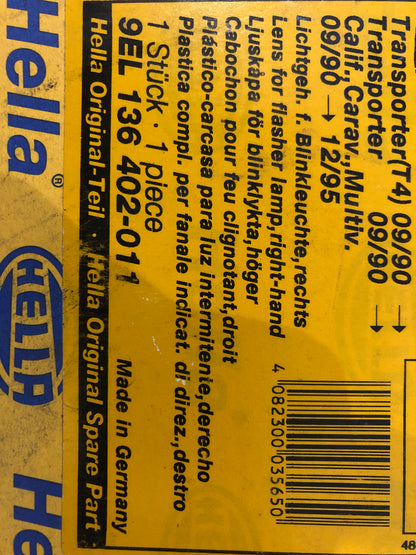 Transporter(T4) 09/90 →
Transporter 09/90 →
Calif.,Carav.,Multiv.
09/90 → 12/95
Lichtgeh. f. Blinkleuchte,rechts
Lens for flasher lamp,right-hand
Ljuskåpa för blinklykta,höger
Cabochon pour feu clignotant,droit
Plástico-carcasa para luz intermitente,derecho
Plastica compl. per fanale indicat. di direz.,destro
4 082300 035650
1 Stück · 1 piece
9EL 136 402-011
Made in Germany
Hella Original-Teil · Hella Original Spare Part
Hella® HELLA He
48